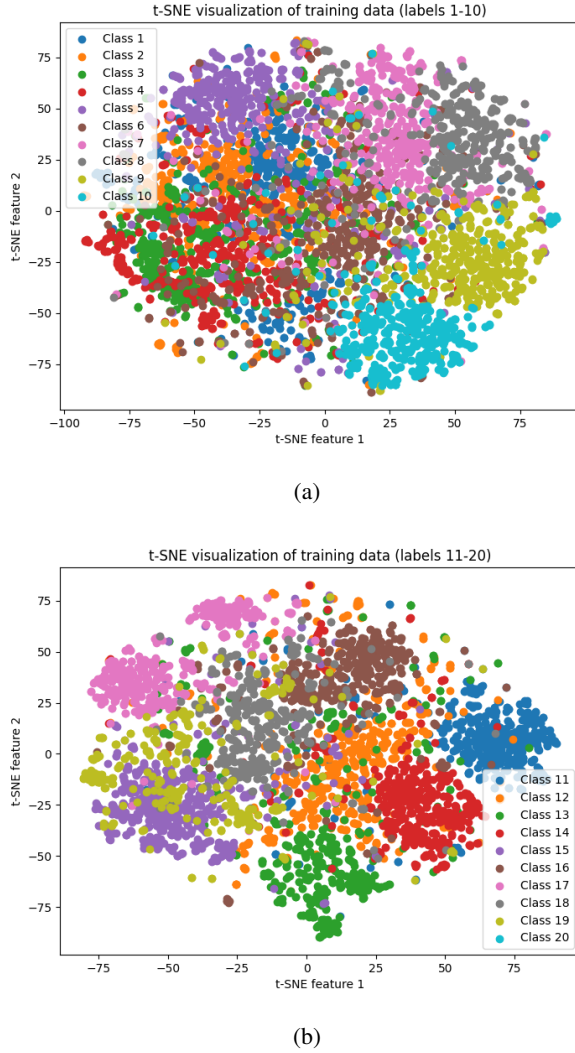 t-SNE visualization of training data (labels 1-10)
Class 1
Class 2
Class 3
Class 4
Class 5
Class 6
Class 7
Class 8
Class 9
Class 10
75
50
25
0
−25
−50
−75
t-SNE feature 2
−100 −75 −50 −25 0 25 50 75
t-SNE feature 1
(a)
t-SNE visualization of training data (labels 11-20)
75
50
25
0
−25
−50
−75
t-SNE feature 2
Class 11
Class 12
Class 13
Class 14
Class 15
Class 16
Class 17
Class 18
Class 19
Class 20
−75 −50 −25 0 25 50 75
t-SNE feature 1
(b)